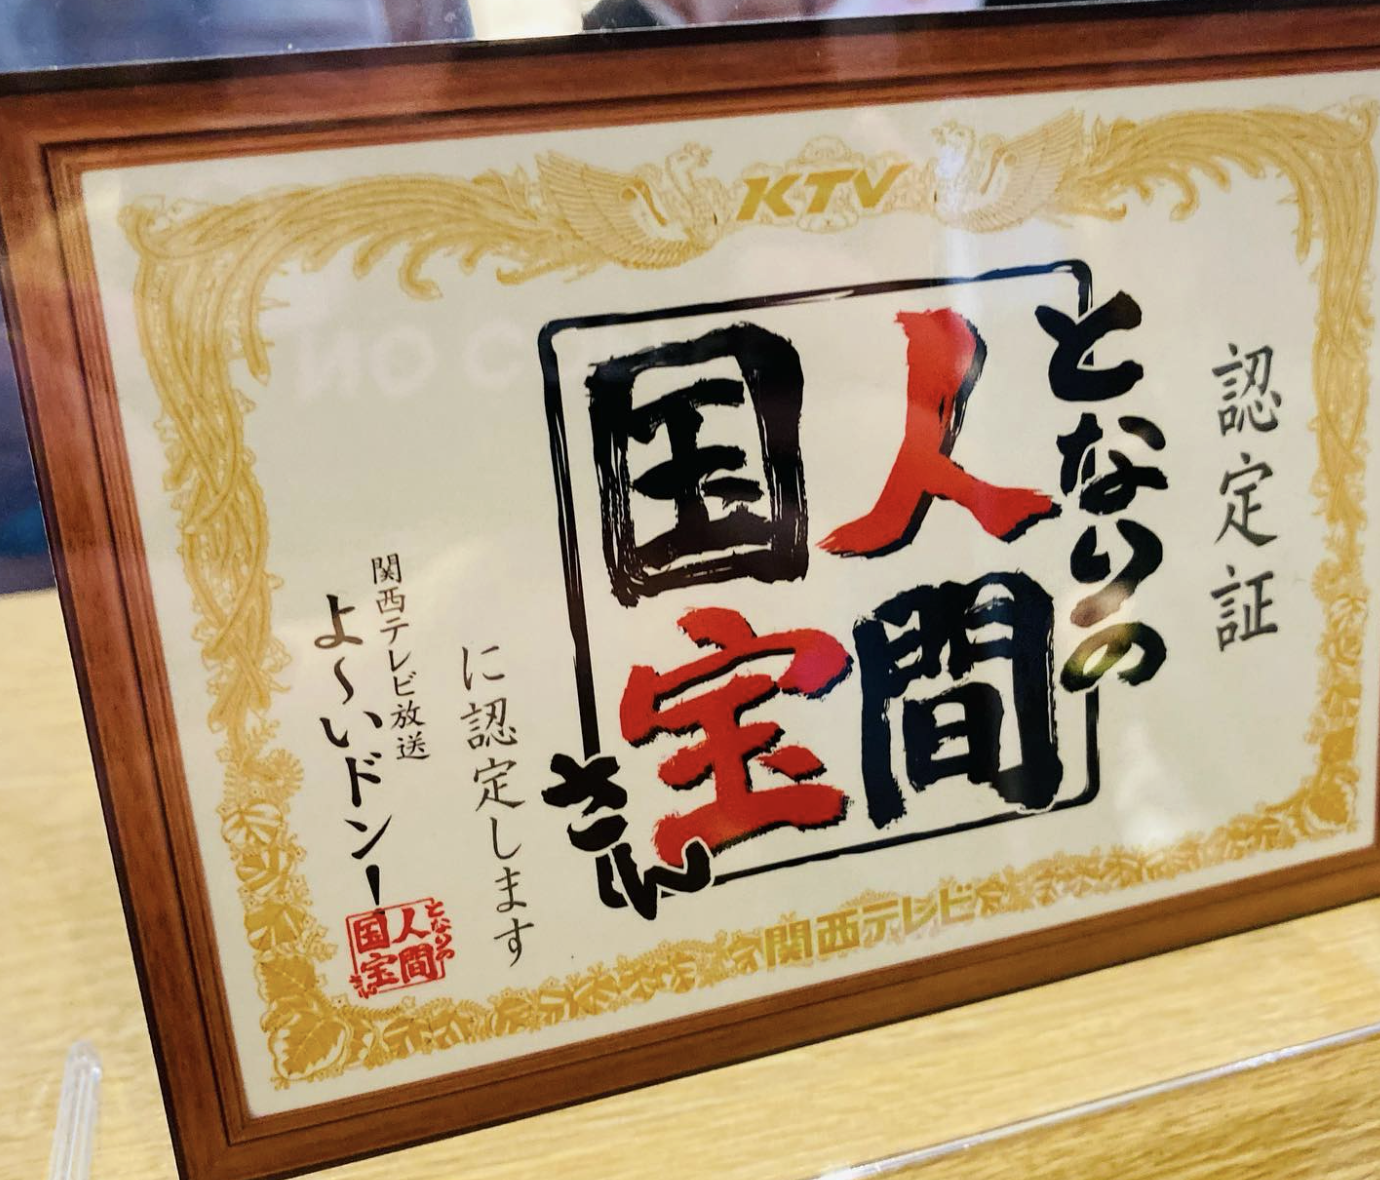 KTV
認定証
となりの
人間
国宝
さん
に認定します
関西テレビ放送
よ〜いドン！
となりの
人間
国宝
さん
関西テレビ